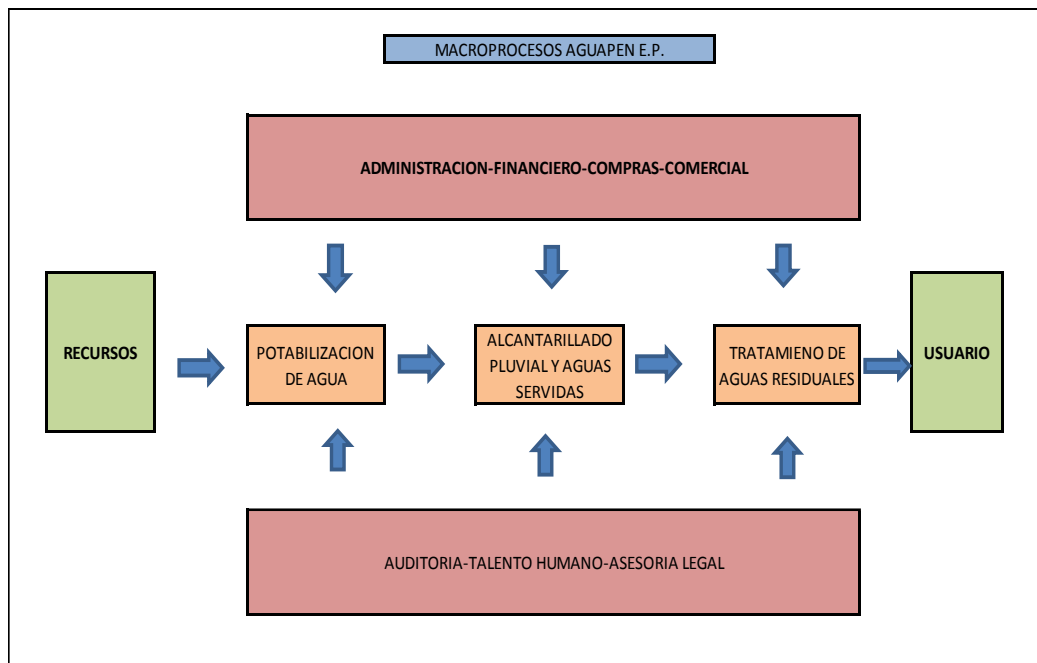 MACROPROCESOS AGUAPEN E.P.
ADMINISTRACION-FINANCIERO-COMPRAS-COMERCIAL
RECURSOS
POTABILIZACION
DE AGUA
ALCANTARILLADO
PLUVIAL Y AGUAS
SERVIDAS
TRATAMIENO DE
AGUAS RESIDUALES
USUARIO
AUDITORIA-TALENTO HUMANO-ASESORIA LEGAL